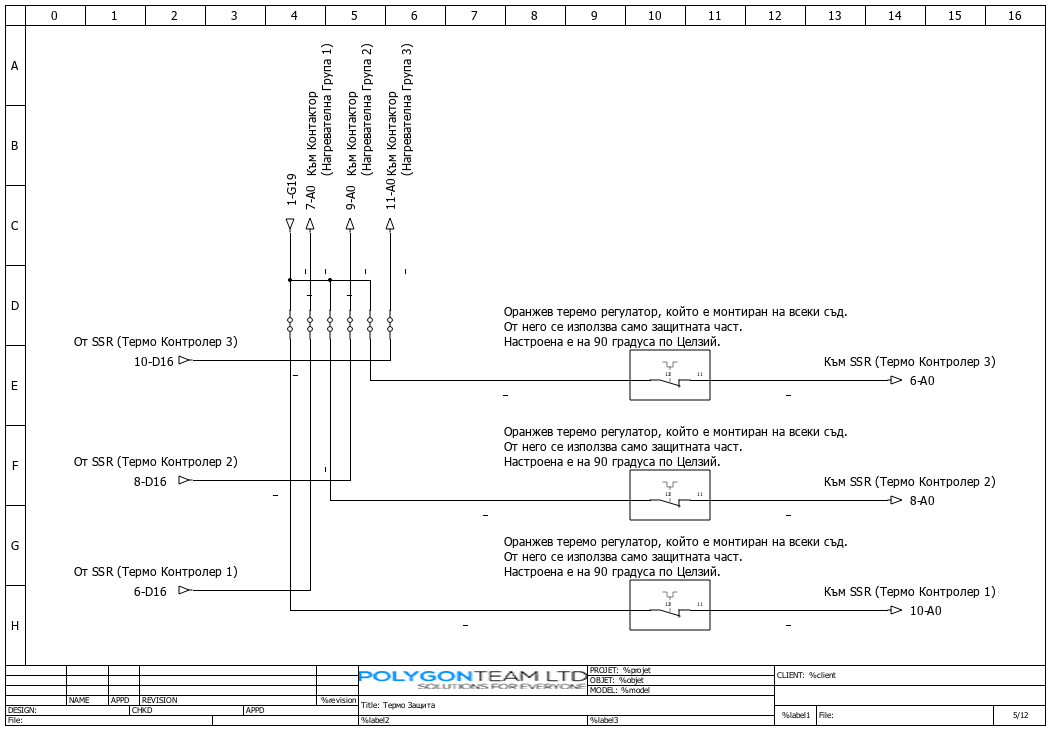 0 1 2 3 4 5 6 7 8 9 10 11 12 13 14 15 16
A
B
C
D
E
F
G
H
1-G19
7-A0
Към Контактор
(Нагревателна Група 1)
9-A0
Към Контактор
(Нагревателна Група 2)
11-A0
Към Контактор
(Нагревателна Група 3)
Оранжев теремо регулатор, който е монтиран на всеки съд.
От него се използва само защитната част.
Настроена е на 90 градуса по Целзий.
От SSR (Термо Контролер 3)
10-D16
12 11
Към SSR (Термо Контролер 3)
6-A0
Оранжев теремо регулатор, който е монтиран на всеки съд.
От него се използва само защитната част.
Настроена е на 90 градуса по Целзий.
От SSR (Термо Контролер 2)
8-D16
12 11
Към SSR (Термо Контролер 2)
8-A0
Оранжев теремо регулатор, който е монтиран на всеки съд.
От него се използва само защитната част.
Настроена е на 90 градуса по Целзий.
От SSR (Термо Контролер 1)
6-D16
12 11
Към SSR (Термо Контролер 1)
10-A0
NAME APPD REVISION %revision
DESIGN: CHKD APPD
File:
POLYGONTEAM LTD
SOLUTIONS FOR EVERYONE
Title: Термо Защита
%label2 %label3
PROJET: %projet
OBJET: %objet
MODEL: %model
CLIENT: %client
%label1 File: 5/12